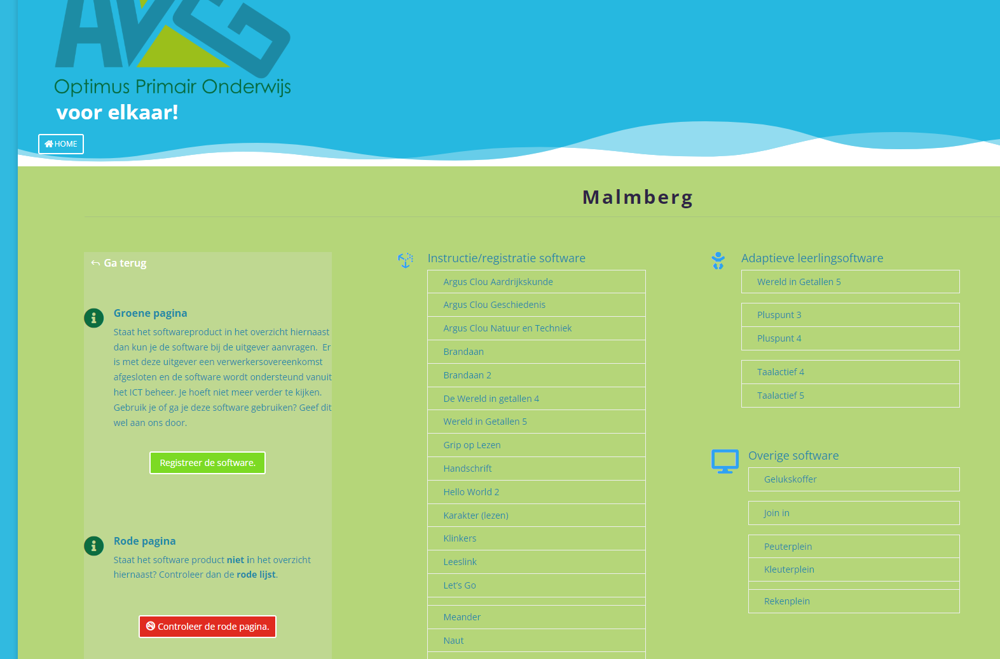 AVG
Optimus Primair Onderwijs
voor elkaar!
HOME
Malmberg
Ga terug
Groene pagina
Staat het softwareproduct in het overzicht hiernaast
dan kun je de software bij de uitgever aanvragen.  Er
is met deze uitgever een verwerkersovereenkomst
afgesloten en de software wordt ondersteund vanuit
het ICT beheer. Je hoeft niet meer verder te kijken.
Gebruik je of ga je deze software gebruiken? Geef dit
wel aan ons door.
Registreer de software.
Rode pagina
Staat het software product niet in het overzicht
hiernaast? Controleer dan de rode lijst.
Controleer de rode pagina.
Instructie/registratie software
Argus Clou Aardrijkskunde
Argus Clou Geschiedenis
Argus Clou Natuur en Techniek
Brandaan
Brandaan 2
De Wereld in getallen 4
Wereld in Getallen 5
Grip op Lezen
Handschrift
Hello World 2
Karakter (lezen)
Klinkers
Leeslink
Let’s Go
Meander
Naut
Adaptieve leerlingsoftware
Wereld in Getallen 5
Pluspunt 3
Pluspunt 4
Taalactief 4
Taalactief 5
Overige software
Gelukskoffer
Join in
Peuterplein
Kleuterplein
Rekenplein